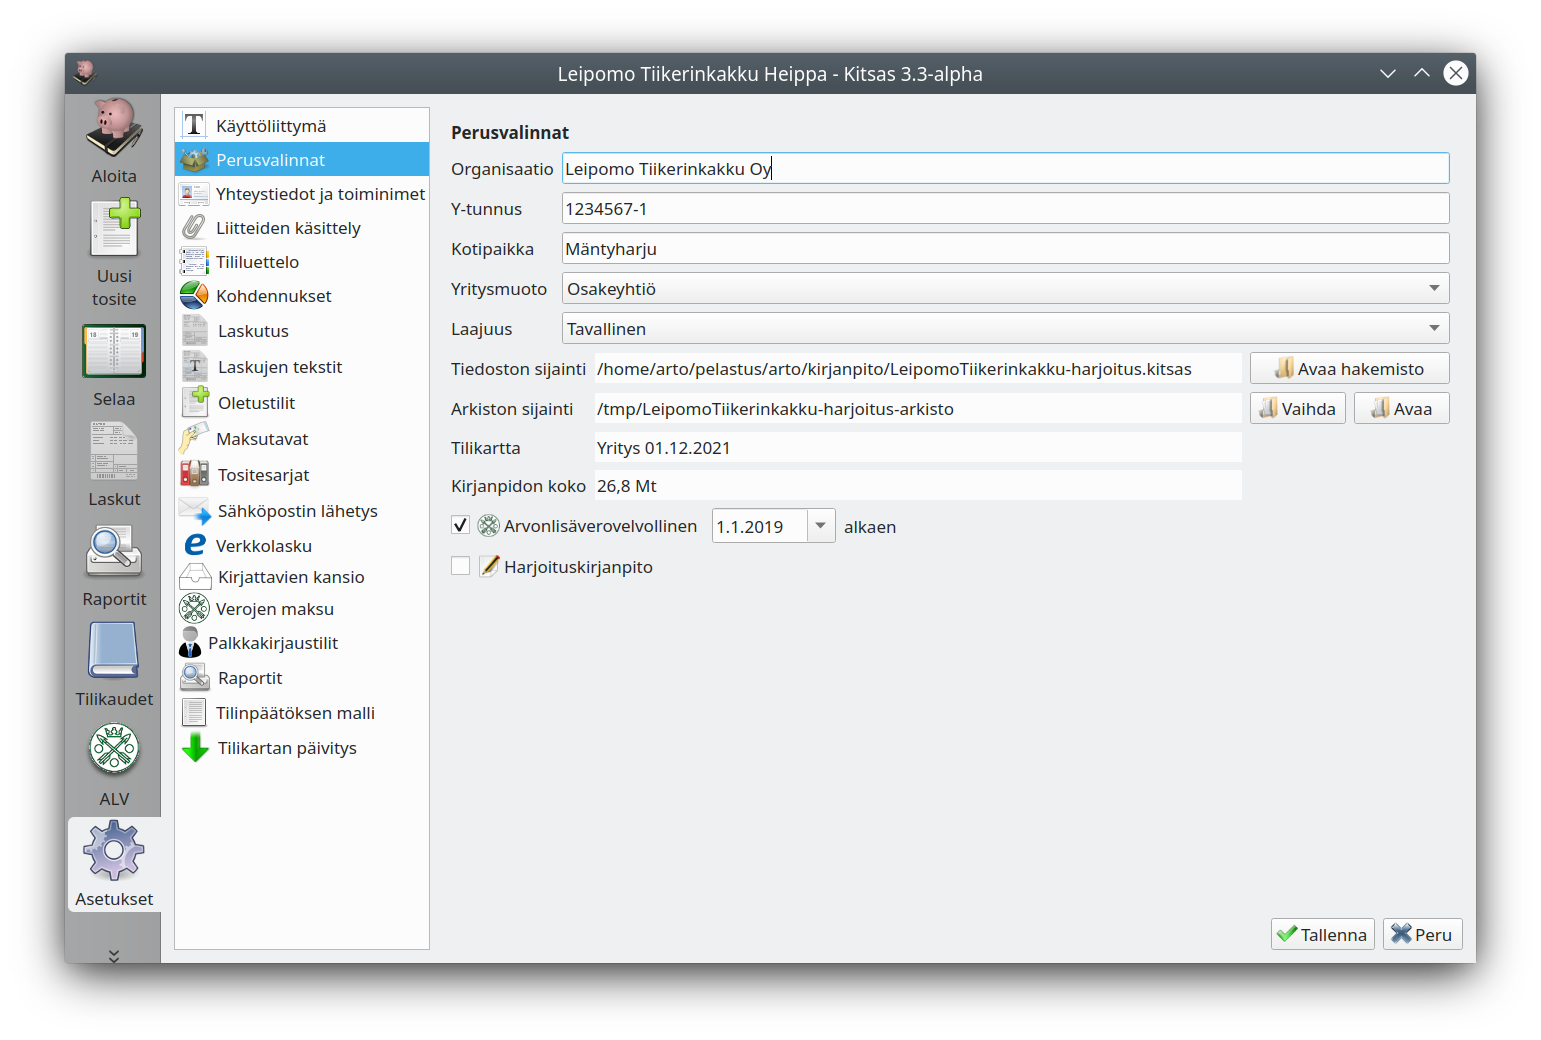 Leipomo Tiikerinkakku Heippa - Kitsas 3.3-alpha
Aloita
Uusi
tosite
Selaa
Laskut
Raportit
Tilikaudet
ALV
Asetukset
Käyttöliittymä
Perusvalinnat
Yhteystiedot ja toiminimet
Liitteiden käsittely
Tililuettelo
Kohdennukset
Laskutus
Laskujen tekstit
Oletustilit
Maksutavat
Tositesarjat
Sähköpostin lähetys
Verkkolasku
Kirjattavien kansio
Verojen maksu
Palkkakirjaustilit
Raportit
Tilinpäätöksen malli
Tilikartan päivitys
Perusvalinnat
Organisaatio Leipomo Tiikerinkakku Oy
Y-tunnus 1234567-1
Kotipaikka Mäntyharju
Yritysmuoto Osakeyhtiö
Laajuus Tavallinen
Tiedoston sijainti /home/arto/pelastus/arto/kirjanpito/LeipomoTiikerinkakku-harjoitus.kitsas Avaa hakemisto
Arkiston sijainti /tmp/LeipomoTiikerinkakku-harjoitus-arkisto Vaihda Avaa
Tilikartta Yritys 01.12.2021
Kirjanpidon koko 26,8 Mt
Arvonlisäverovelvollinen 1.1.2019 alkaen
Harjoituskirjanpito
Tallenna Peru